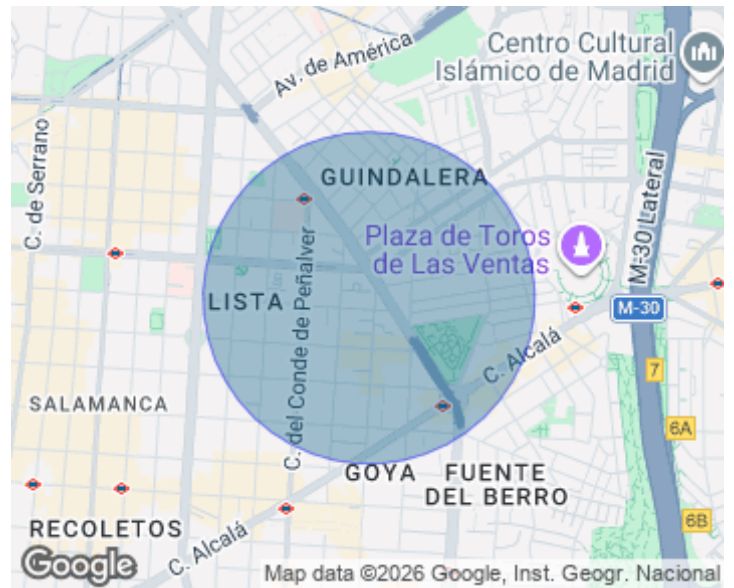 Centro Cultural
Islámico de Madrid
Av. de América
C. de Serrano
GUINDALERA
M-30 Lateral
Plaza de Toros
de Las Ventas
C. del Conde de Peñalver
LISTA
M-30
C. Alcalá
7
SALAMANCA
6A
GOYA
FUENTE
DEL BERRO
6B
RECOLETOS
C. Alcalá
Google
Map data ©2026 Google, Inst. Geogr. Nacional